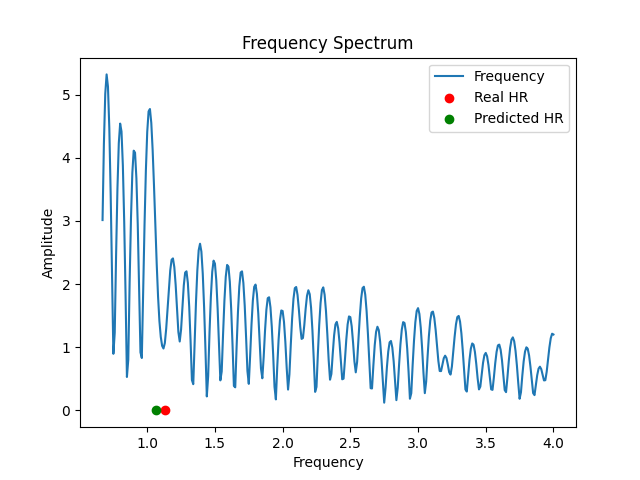 Frequency Spectrum
Frequency
Real HR
Predicted HR
Amplitude
5
4
3
2
1
0
1.0 1.5 2.0 2.5 3.0 3.5 4.0
Frequency